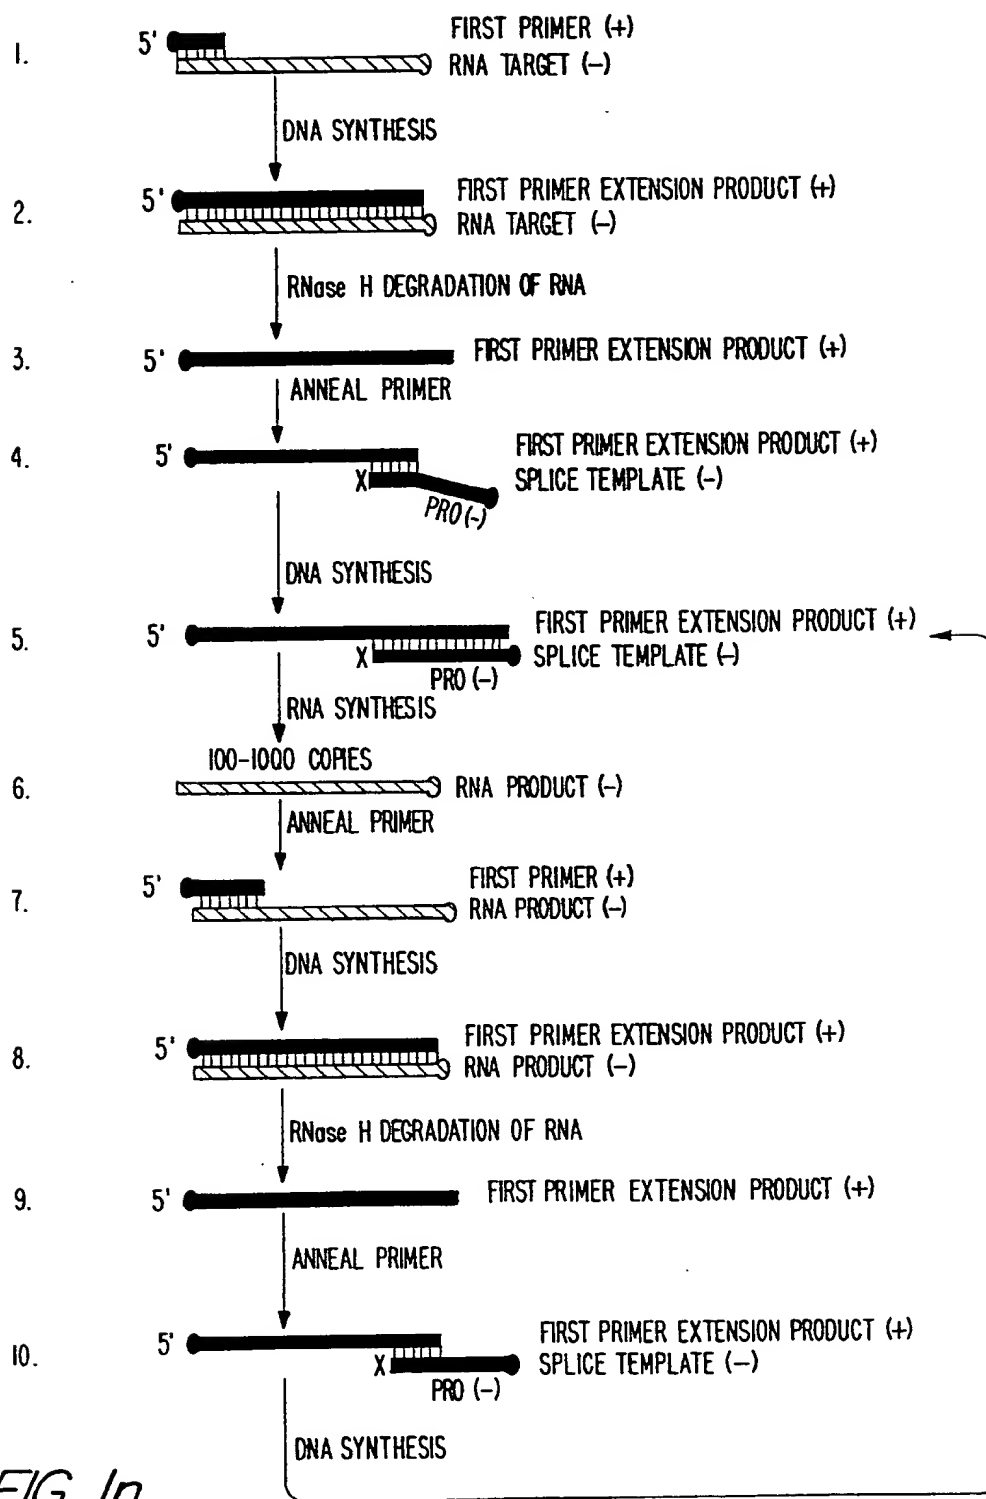 1.
5'
FIRST PRIMER (+)
RNA TARGET (-)
DNA SYNTHESIS
2.
5'
FIRST PRIMER EXTENSION PRODUCT (+)
RNA TARGET (-)
RNase H DEGRADATION OF RNA
3.
5'
FIRST PRIMER EXTENSION PRODUCT (+)
ANNEAL PRIMER
4.
5'
FIRST PRIMER EXTENSION PRODUCT (+)
X
SPLICE TEMPLATE (-)
PRO (-)
DNA SYNTHESIS
5.
5'
FIRST PRIMER EXTENSION PRODUCT (+)
X
SPLICE TEMPLATE (-)
PRO (-)
RNA SYNTHESIS
100-1000 COPIES
6.
RNA PRODUCT (-)
ANNEAL PRIMER
7.
5'
FIRST PRIMER (+)
RNA PRODUCT (-)
DNA SYNTHESIS
8.
5'
FIRST PRIMER EXTENSION PRODUCT (+)
RNA PRODUCT (-)
RNase H DEGRADATION OF RNA
9.
5'
FIRST PRIMER EXTENSION PRODUCT (+)
ANNEAL PRIMER
10.
5'
FIRST PRIMER EXTENSION PRODUCT (+)
X
SPLICE TEMPLATE (-)
PRO (-)
DNA SYNTHESIS
FIG. 1n